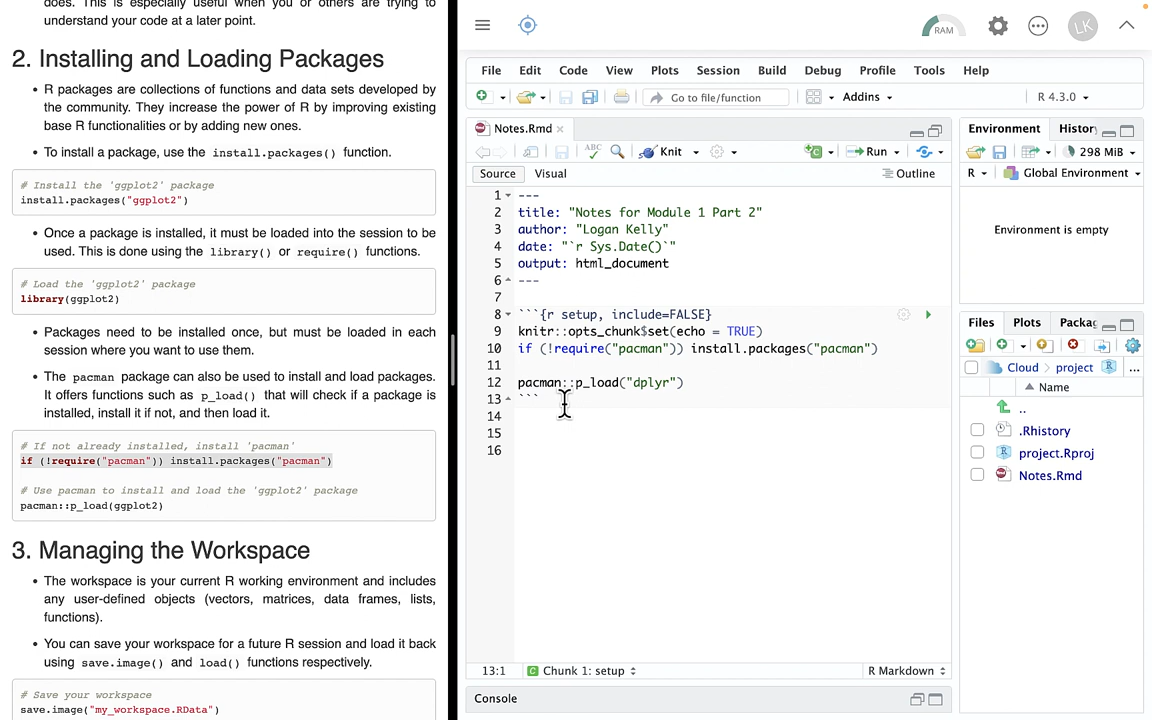 does. This is especially useful when you or others are trying to
understand your code at a later point.
2. Installing and Loading Packages
• R packages are collections of functions and data sets developed by
the community. They increase the power of R by improving existing
base R functionalities or by adding new ones.
• To install a package, use the install.packages() function.
# Install the 'ggplot2' package
install.packages("ggplot2")
• Once a package is installed, it must be loaded into the session to be
used. This is done using the library() or require() functions.
# Load the 'ggplot2' package
library(ggplot2)
• Packages need to be installed once, but must be loaded in each
session where you want to use them.
• The pacman package can also be used to install and load packages.
It offers functions such as p_load() that will check if a package is
installed, install it if not, and then load it.
# If not already installed, install 'pacman'
if (!require("pacman")) install.packages("pacman")
# Use pacman to install and load the 'ggplot2' package
pacman::p_load(ggplot2)
3. Managing the Workspace
• The workspace is your current R working environment and includes
any user-defined objects (vectors, matrices, data frames, lists,
functions).
• You can save your workspace for a future R session and load it back
using save.image() and load() functions respectively.
# Save your workspace
save.image("my_workspace.RData")
RAM
LK
File Edit Code View Plots Session Build Debug Profile Tools Help
Go to file/function
Addins
R 4.3.0
Notes.Rmd
ABC
Knit
Run
Source Visual
Outline
1 ---
2 title: "Notes for Module 1 Part 2"
3 author: "Logan Kelly"
4 date: "`r Sys.Date()`"
5 output: html_document
6 ---
7
8 ```{r setup, include=FALSE}
9 knitr::opts_chunk$set(echo = TRUE)
10 if (!require("pacman")) install.packages("pacman")
11
12 pacman::p_load("dplyr")
13 ```
14
15
16
13:1 Chunk 1: setup R Markdown
Console
Environment Histor
298 MiB
R Global Environment
Environment is empty
Files Plots Packag
Cloud project R ...
Name
..
.Rhistory
project.Rproj
Notes.Rmd